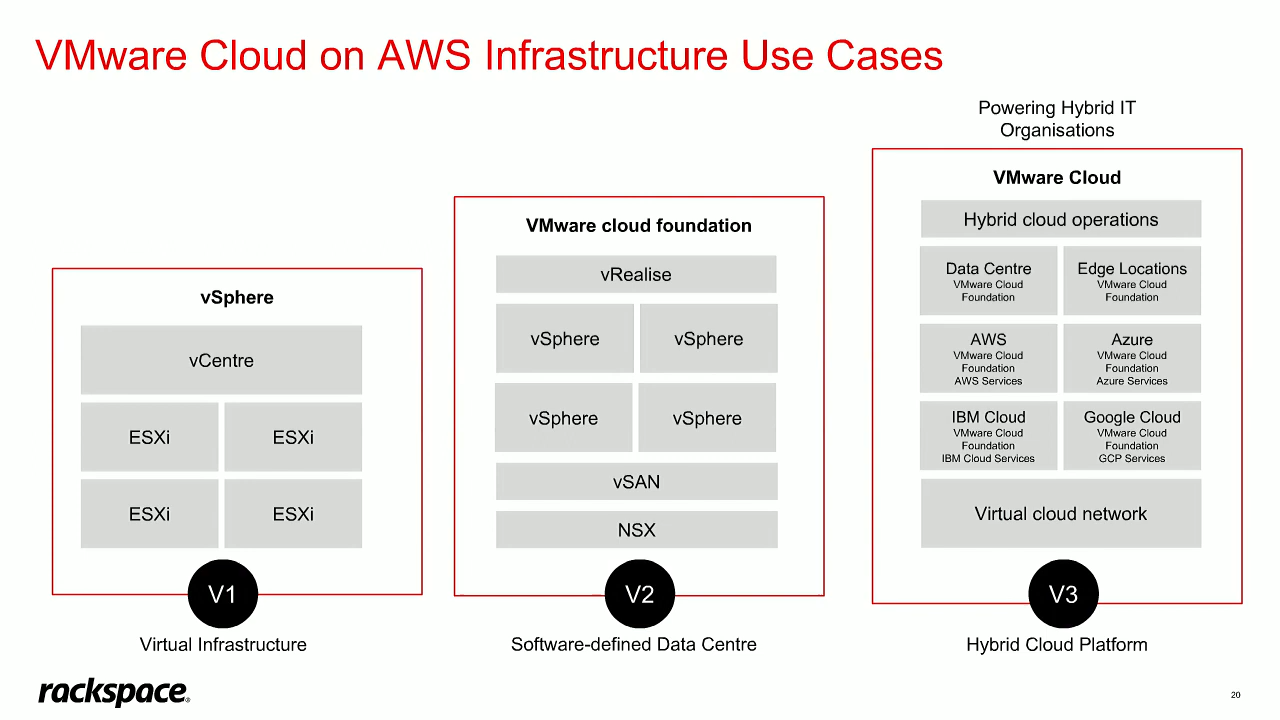 VMware Cloud on AWS Infrastructure Use Cases
vSphere
vCentre
ESXi
ESXi
ESXi
ESXi
V1
Virtual Infrastructure
VMware cloud foundation
vRealise
vSphere
vSphere
vSphere
vSphere
vSAN
NSX
V2
Software-defined Data Centre
Powering Hybrid IT
Organisations
VMware Cloud
Hybrid cloud operations
Data Centre
VMware Cloud
Foundation
Edge Locations
VMware Cloud
Foundation
AWS
VMware Cloud
Foundation
AWS Services
Azure
VMware Cloud
Foundation
Azure Services
IBM Cloud
VMware Cloud
Foundation
IBM Cloud Services
Google Cloud
VMware Cloud
Foundation
GCP Services
Virtual cloud network
V3
Hybrid Cloud Platform
rackspace®
20